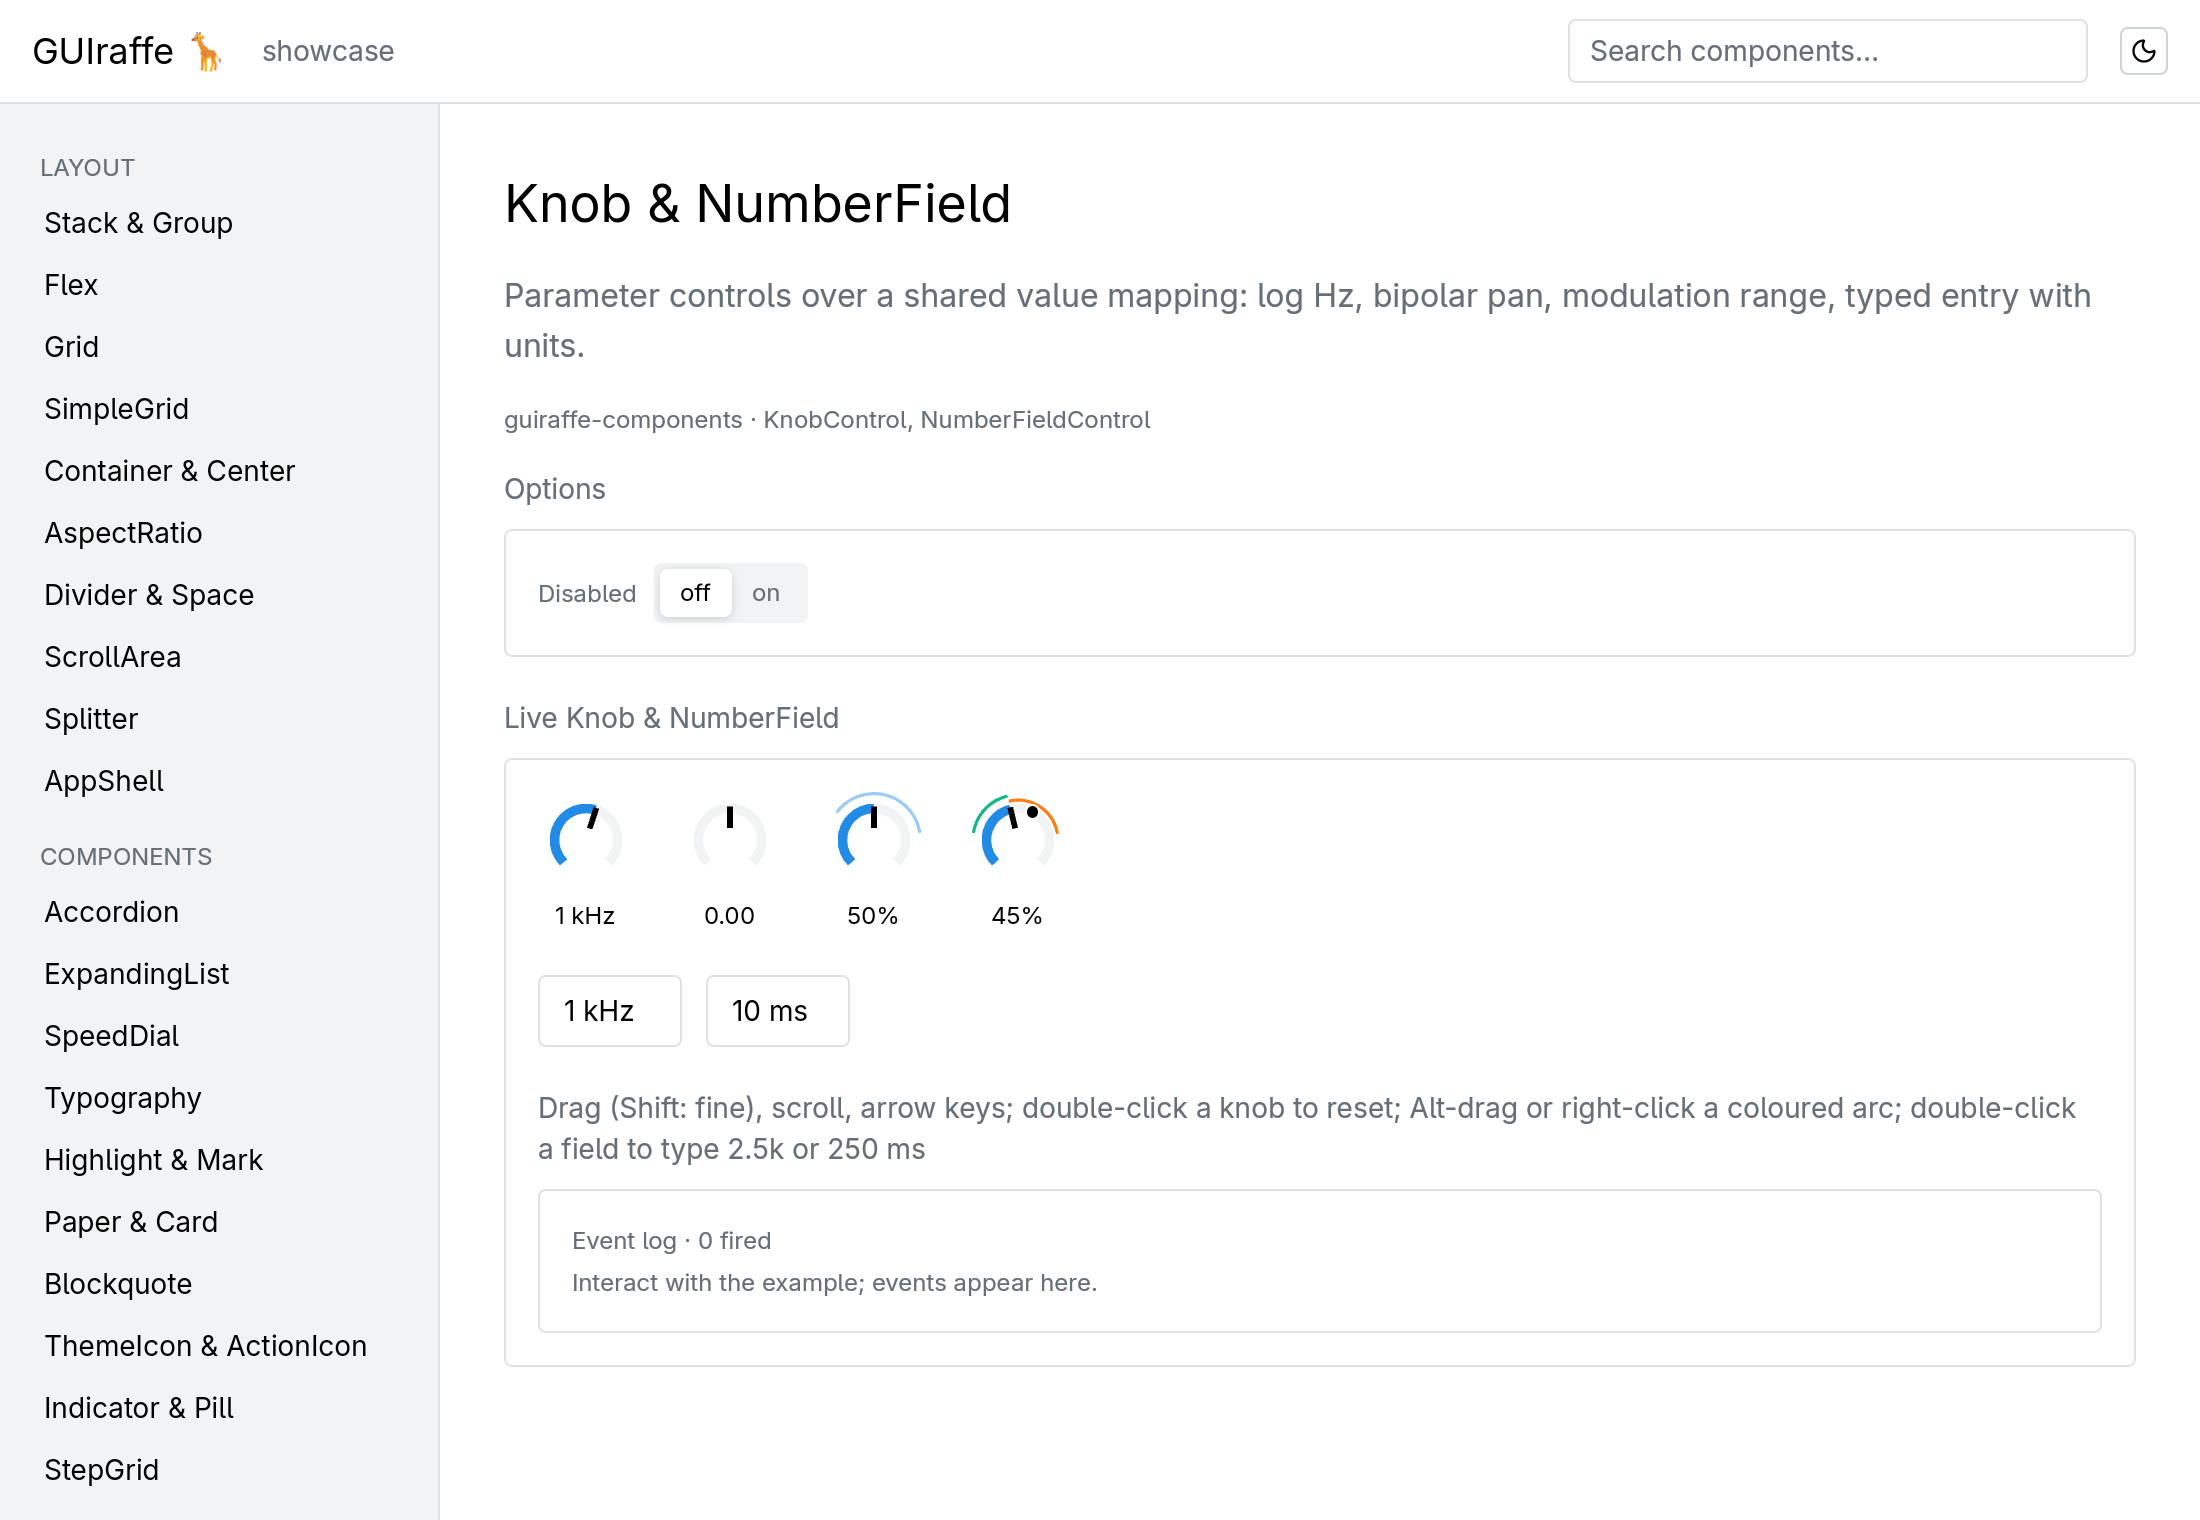 GUIraffe 🦒 showcase Search components...
LAYOUT
Stack & Group
Flex
Grid
SimpleGrid
Container & Center
AspectRatio
Divider & Space
ScrollArea
Splitter
AppShell
COMPONENTS
Accordion
ExpandingList
SpeedDial
Typography
Highlight & Mark
Paper & Card
Blockquote
ThemeIcon & ActionIcon
Indicator & Pill
StepGrid
Knob & NumberField
Parameter controls over a shared value mapping: log Hz, bipolar pan, modulation range, typed entry with
units.
guiraffe-components · KnobControl, NumberFieldControl
Options
Disabled off on
Live Knob & NumberField
1 kHz 0.00 50% 45%
1 kHz 10 ms
Drag (Shift: fine), scroll, arrow keys; double-click a knob to reset; Alt-drag or right-click a coloured arc; double-click
a field to type 2.5k or 250 ms
Event log · 0 fired
Interact with the example; events appear here.